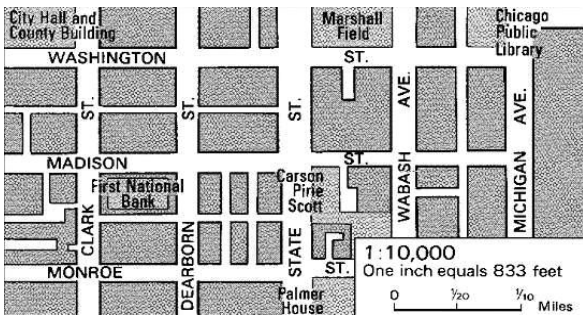 City Hall and
County Building
Marshall
Field
Chicago
Public
Library
WASHINGTON
ST.
ST.
ST.
ST.
AVE.
AVE.
MADISON
ST.
First National
Bank
Carson
Pirie
Scott
CLARK
DEARBORN
STATE
WABASH
MICHIGAN
MONROE
ST.
Palmer
House
1:10,000
One inch equals 833 feet
0 1/20 1/10 Miles